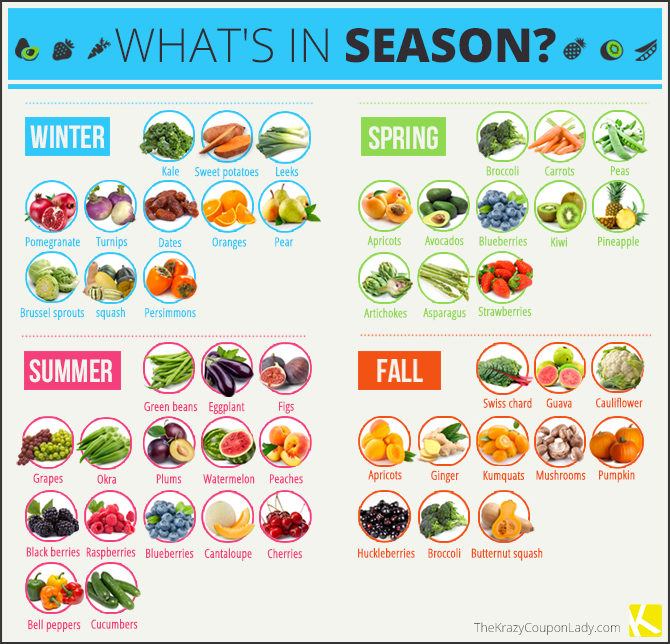 WHAT'S IN SEASON?
WINTER
Kale Sweet potatoes Leeks
Pomegranate Turnips Dates Oranges Pear
Brussel sprouts squash Persimmons
SPRING
Broccoli Carrots Peas
Apricots Avocados Blueberries Kiwi Pineapple
Artichokes Asparagus Strawberries
SUMMER
Green beans Eggplant Figs
Grapes Okra Plums Watermelon Peaches
Black berries Raspberries Blueberries Cantaloupe Cherries
Bell peppers Cucumbers
FALL
Swiss chard Guava Cauliflower
Apricots Ginger Kumquats Mushrooms Pumpkin
Huckleberries Broccoli Butternut squash
TheKrazyCouponLady.com K